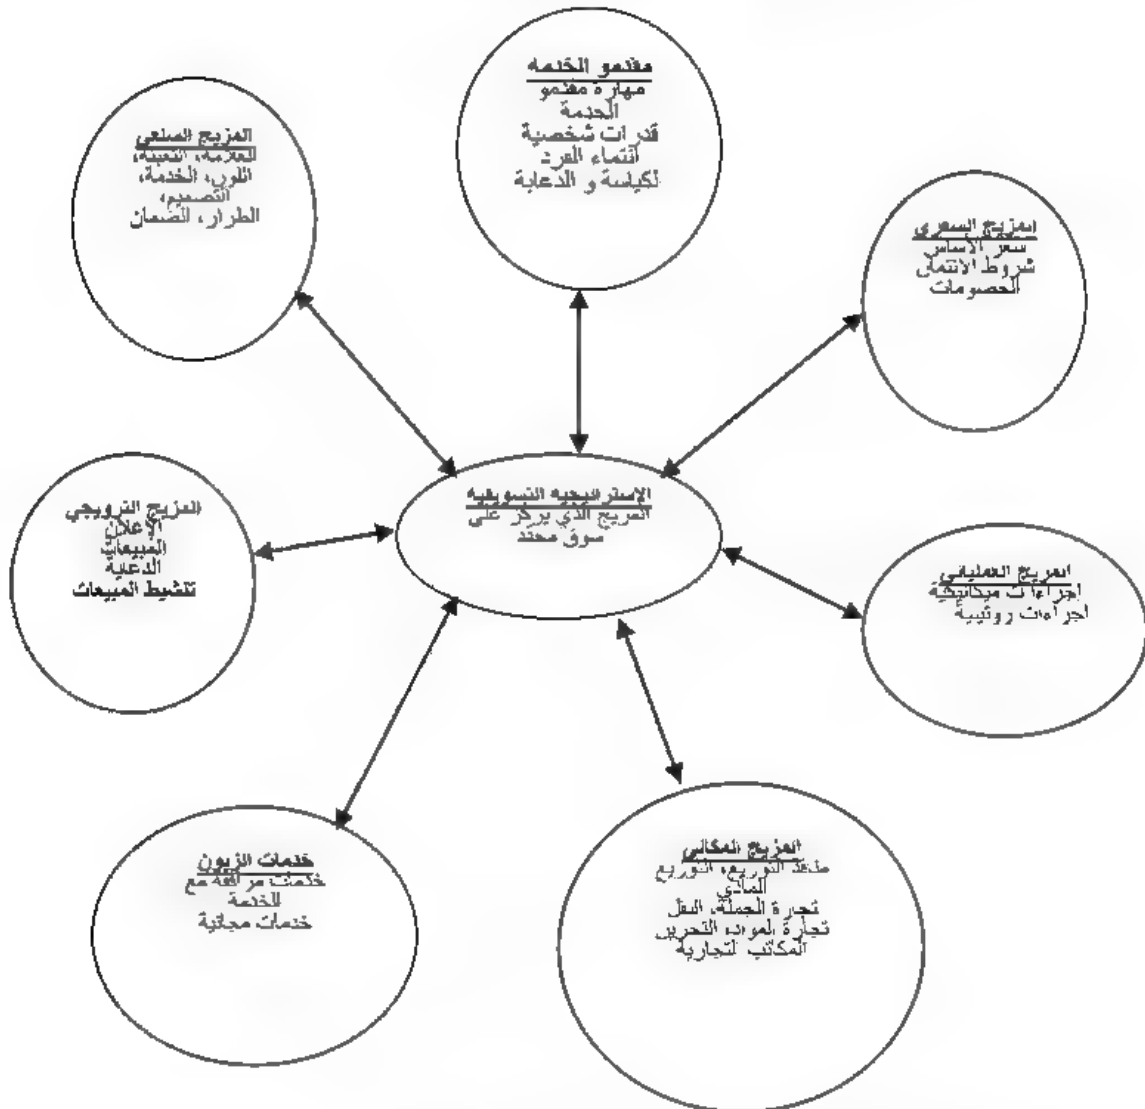 مقدمو الخدمة
مهارة مقدمو
الخدمة
قدرات شخصية
انتماء الفرد
لكياسة و الدعابة
المزيج السلعي
العلامة، التعبئة،
اللون، الخدمة،
التصميم،
الطراز، الضمان
المزيج السعري
سعر الأساس
شروط الائتمان
الخصومات
الإستراتيجية التسويقية
المزيج الذي يركز على
سوق محدد
المزيج الترويجي
الإعلان
المبيعات
الدعاية
تنشيط المبيعات
المزيج العملياتي
إجراءات ميكانيكية
اجراءات روتينية
خدمات الزبون
خدمات مرافقة مع
الخدمة
خدمات مجانية
المزيج المكاني
منافذ التوزيع، التوزيع
المادي
تجارة الجملة، النقل
تجارة المواد، التخزين
المكاتب التجارية